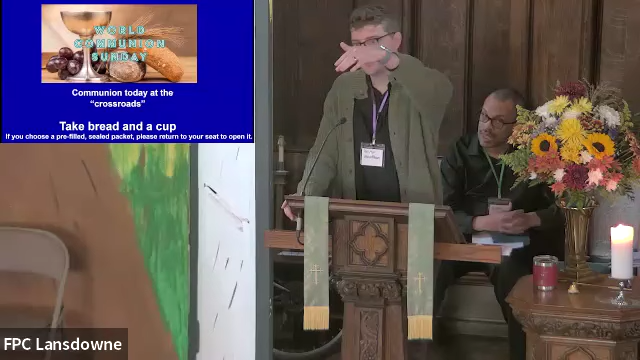 WORLD
COMMUNION
SUNDAY
Communion today at the
“crossroads”
Take bread and a cup
If you choose a pre-filled, sealed packet, please return to your seat to open it.
FPC Lansdowne